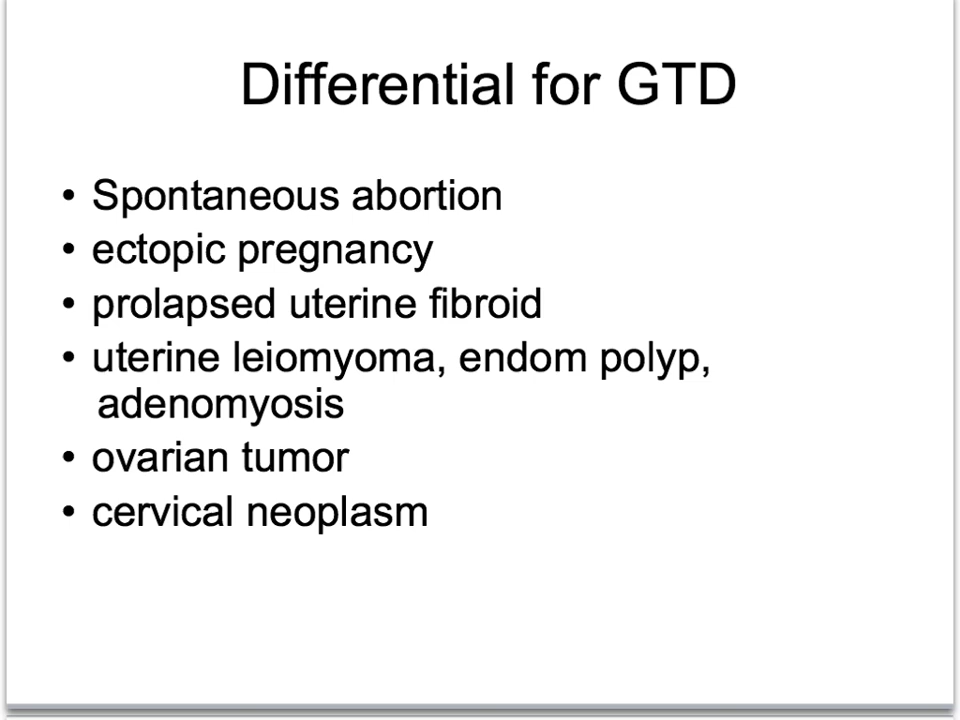 Differential for GTD
• Spontaneous abortion
• ectopic pregnancy
• prolapsed uterine fibroid
• uterine leiomyoma, endom polyp,
adenomyosis
• ovarian tumor
• cervical neoplasm